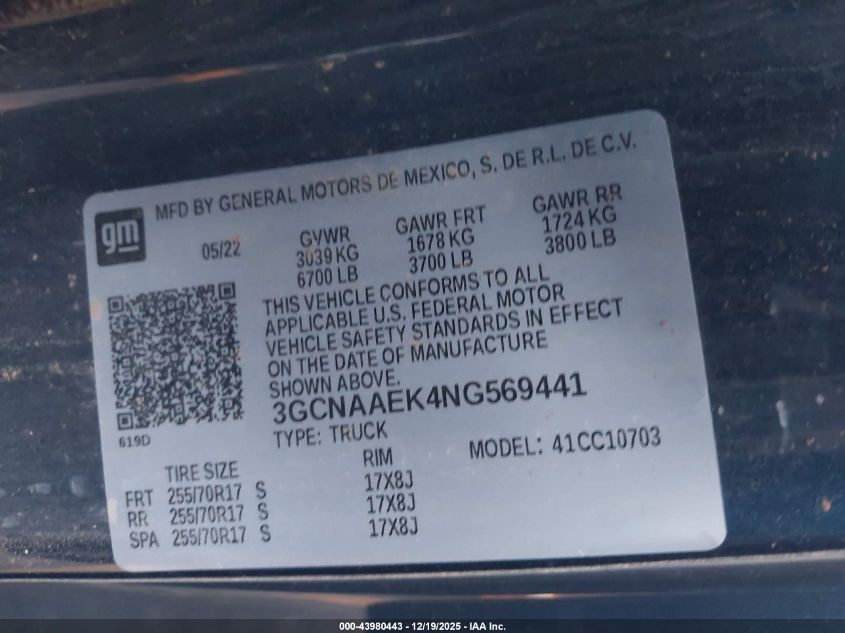 MFD BY GENERAL MOTORS DE MEXICO, S. DE R.L. DE C.V.
gm
05/22
GVWR GAWR FRT GAWR RR
3039 KG 1678 KG 1724 KG
6700 LB 3700 LB 3800 LB
THIS VEHICLE CONFORMS TO ALL
APPLICABLE U.S. FEDERAL MOTOR
VEHICLE SAFETY STANDARDS IN EFFECT
ON THE DATE OF MANUFACTURE
SHOWN ABOVE.
3GCNAAEK4NG569441
619D
TYPE: TRUCK MODEL: 41CC10703
TIRE SIZE RIM
FRT 255/70R17 S 17X8J
RR 255/70R17 S 17X8J
SPA 255/70R17 S 17X8J
000-43980443 - 12/19/2025 - IAA Inc.